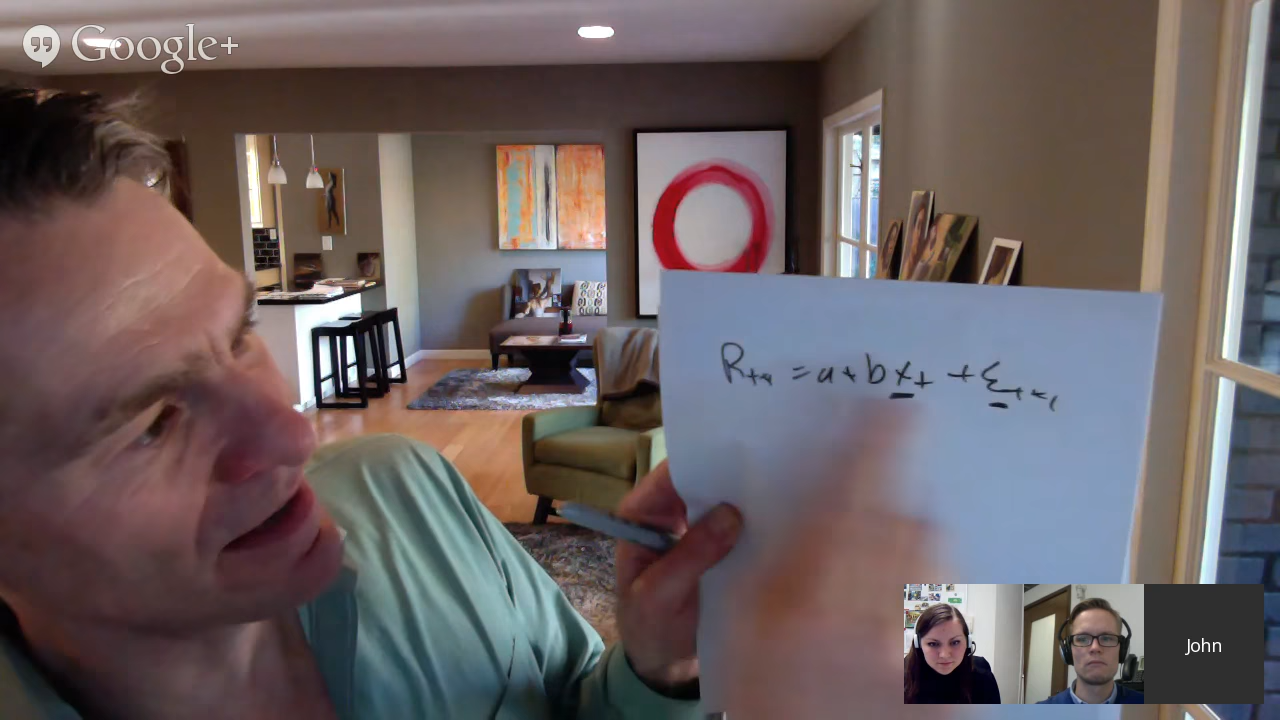 Google+
R_{t+1} = a + b x_t + ε_{t+1}
John